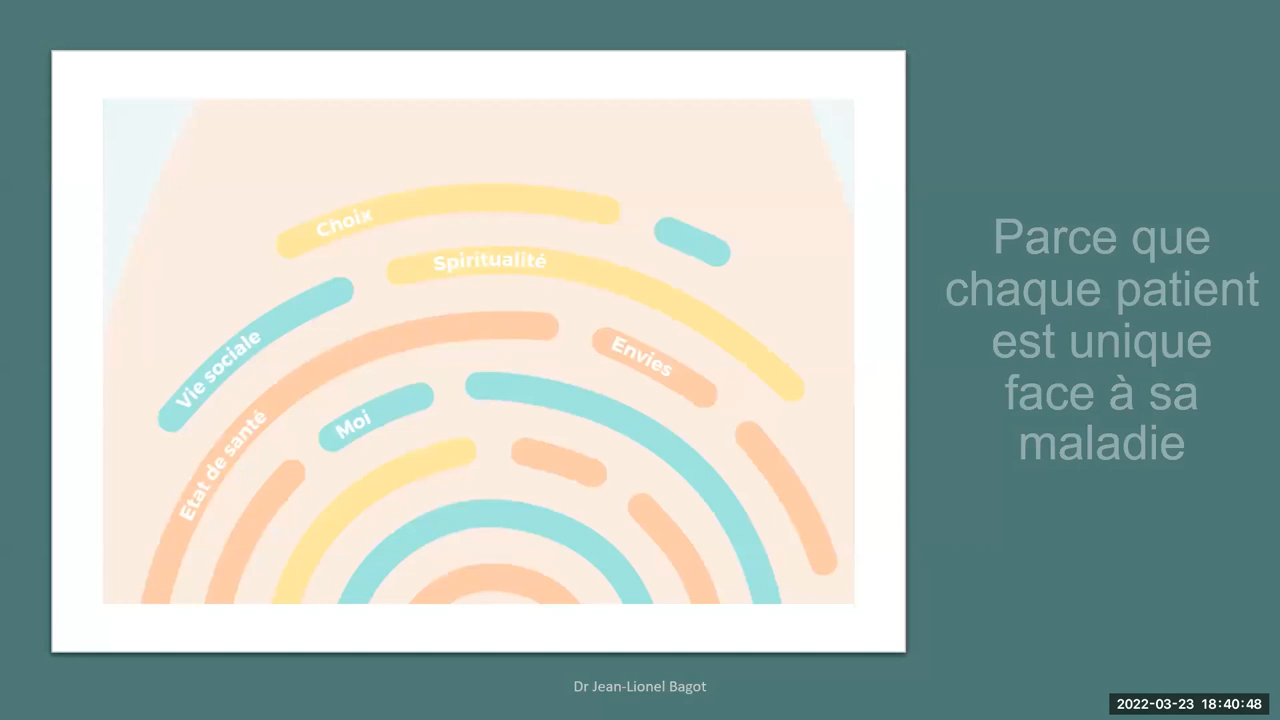 Choix
Spiritualité
Vie sociale
Envies
Moi
Etat de santé
Parce que
chaque patient
est unique
face à sa
maladie
Dr Jean-Lionel Bagot
2022-03-23 18:40:48